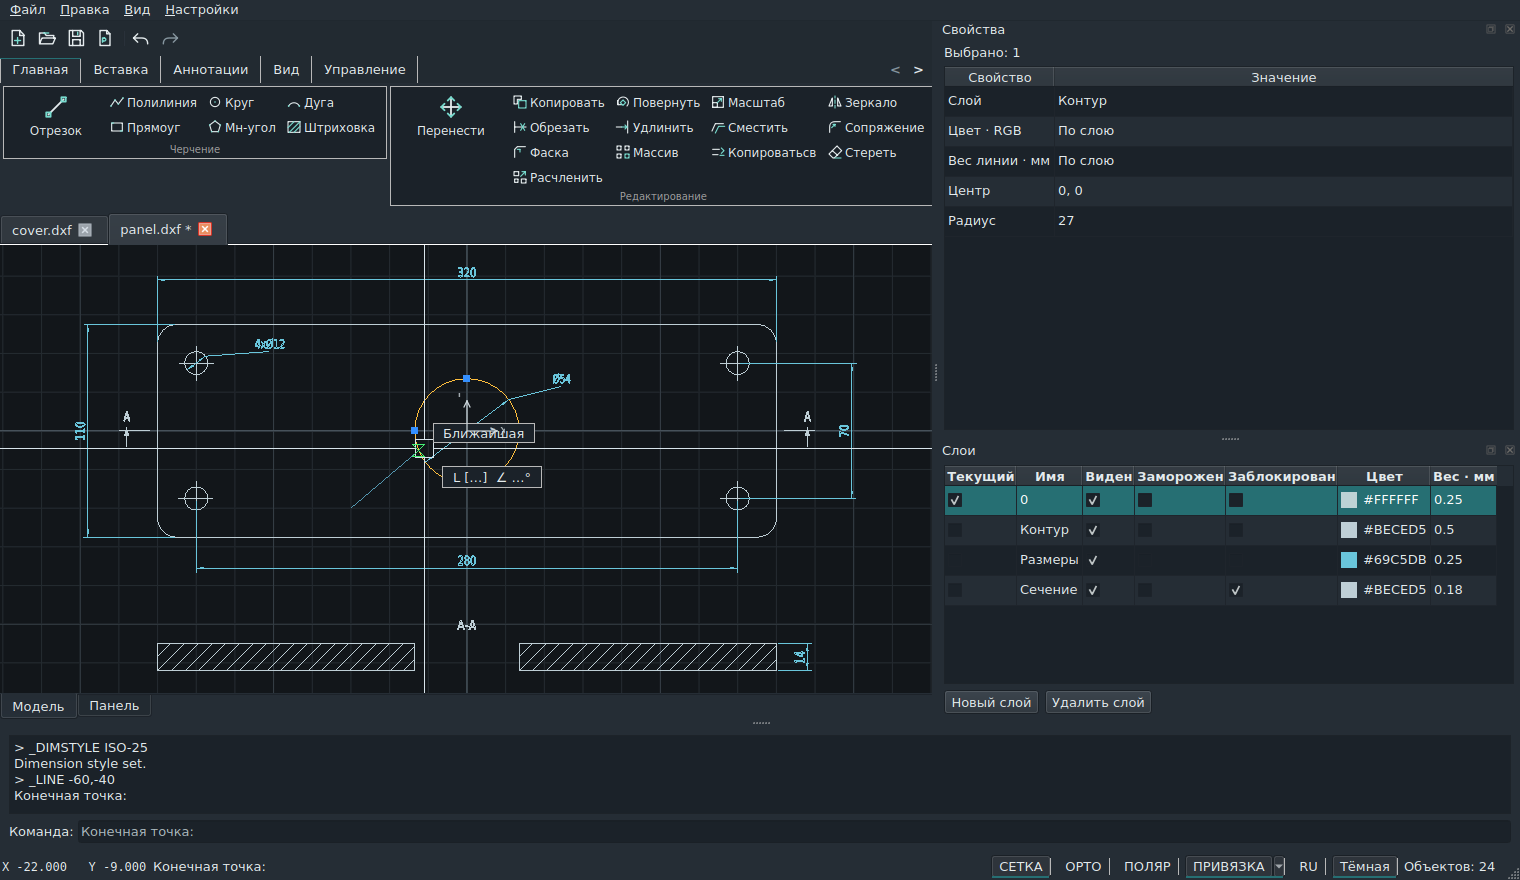 Файл Правка Вид Настройки
Свойства
Выбрано: 1
Главная Вставка Аннотации Вид Управление < >
Свойство Значение
Слой Контур
Цвет · RGB По слою
Вес линии · мм По слою
Центр 0, 0
Радиус 27
Отрезок
Полилиния Круг Дуга
Прямоуг Мн-угол Штриховка
Черчение
Перенести
Копировать Повернуть Масштаб Зеркало
Обрезать Удлинить Сместить Сопряжение
Фаска Массив Копироватьсв Стереть
Расчленить
Редактирование
cover.dxf panel.dxf *
320
4xØ12
Ø54
110
A A
70
Ближайшая
L [...] ∠ ...°
280
A-A
14
Слои
Текущий Имя Виден Заморожен Заблокирован Цвет Вес · мм
0 #FFFFFF 0.25
Контур #BECED5 0.5
Размеры #69C5DB 0.25
Сечение #BECED5 0.18
Новый слой Удалить слой
Модель Панель
> _DIMSTYLE ISO-25
Dimension style set.
> _LINE -60,-40
Конечная точка:
Команда: Конечная точка:
X -22.000 Y -9.000 Конечная точка: СЕТКА ОРТО ПОЛЯР ПРИВЯЗКА RU Тёмная Объектов: 24